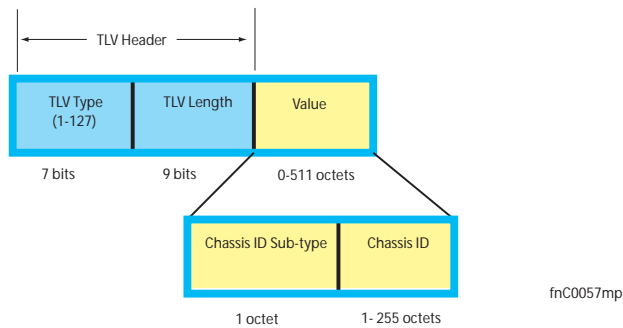 TLV Header
TLV Type
(1-127)
TLV Length
Value
7 bits
9 bits
0-511 octets
Chassis ID Sub-type
Chassis ID
fnC0057mp
1 octet
1- 255 octets